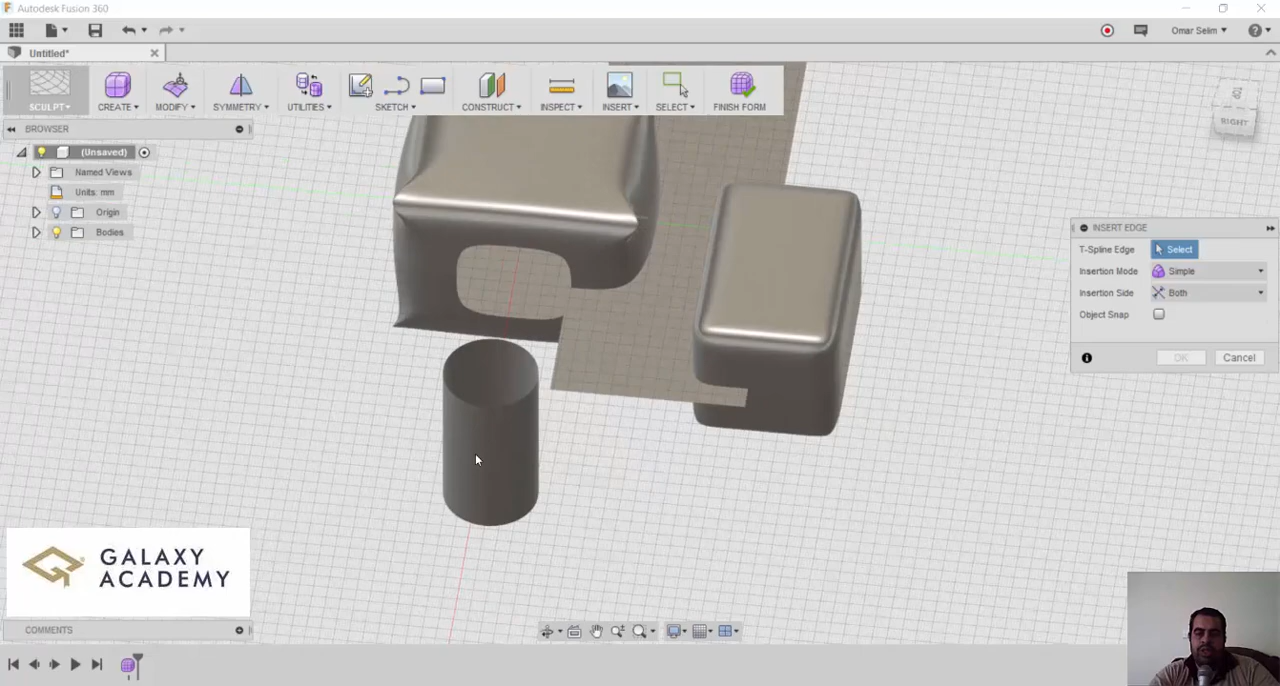 Autodesk Fusion 360
Omar Selim
Untitled*
SCULPT
CREATE
MODIFY
SYMMETRY
UTILITIES
SKETCH
CONSTRUCT
INSPECT
INSERT
SELECT
FINISH FORM
RIGHT
BROWSER
(Unsaved)
Named Views
Units: mm
Origin
Bodies
INSERT EDGE
T-Spline Edge
Select
Insertion Mode
Simple
Insertion Side
Both
Object Snap
OK
Cancel
GALAXY
ACADEMY
COMMENTS